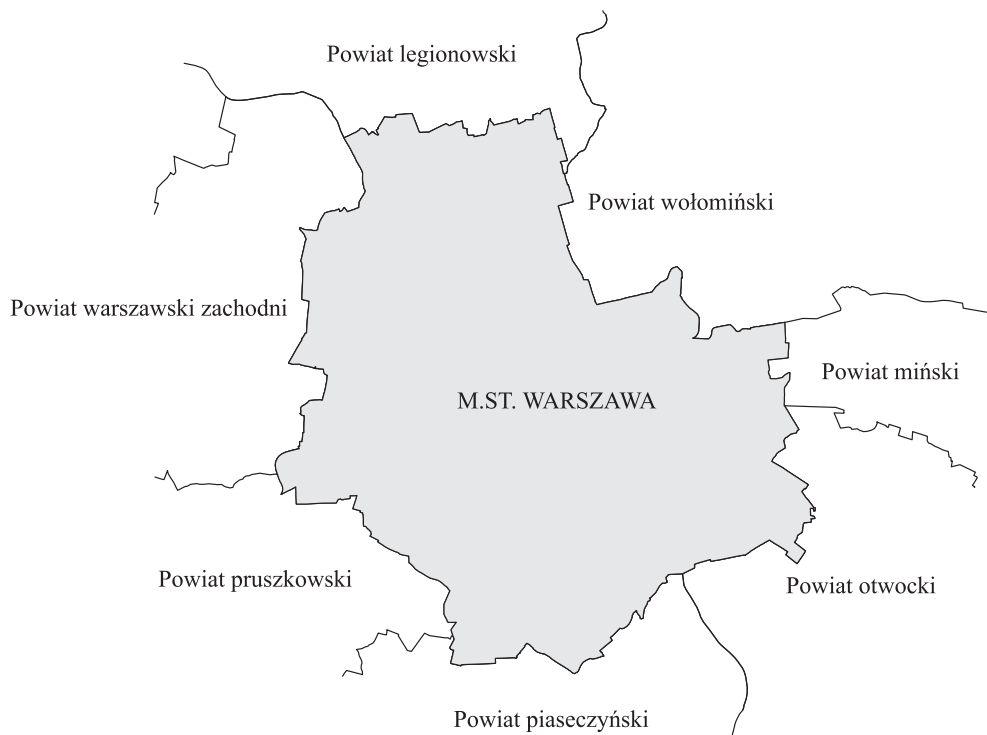 Powiat legionowski
Powiat wołomiński
Powiat warszawski zachodni
Powiat miński
M.ST. WARSZAWA
Powiat pruszkowski
Powiat otwocki
Powiat piaseczyński